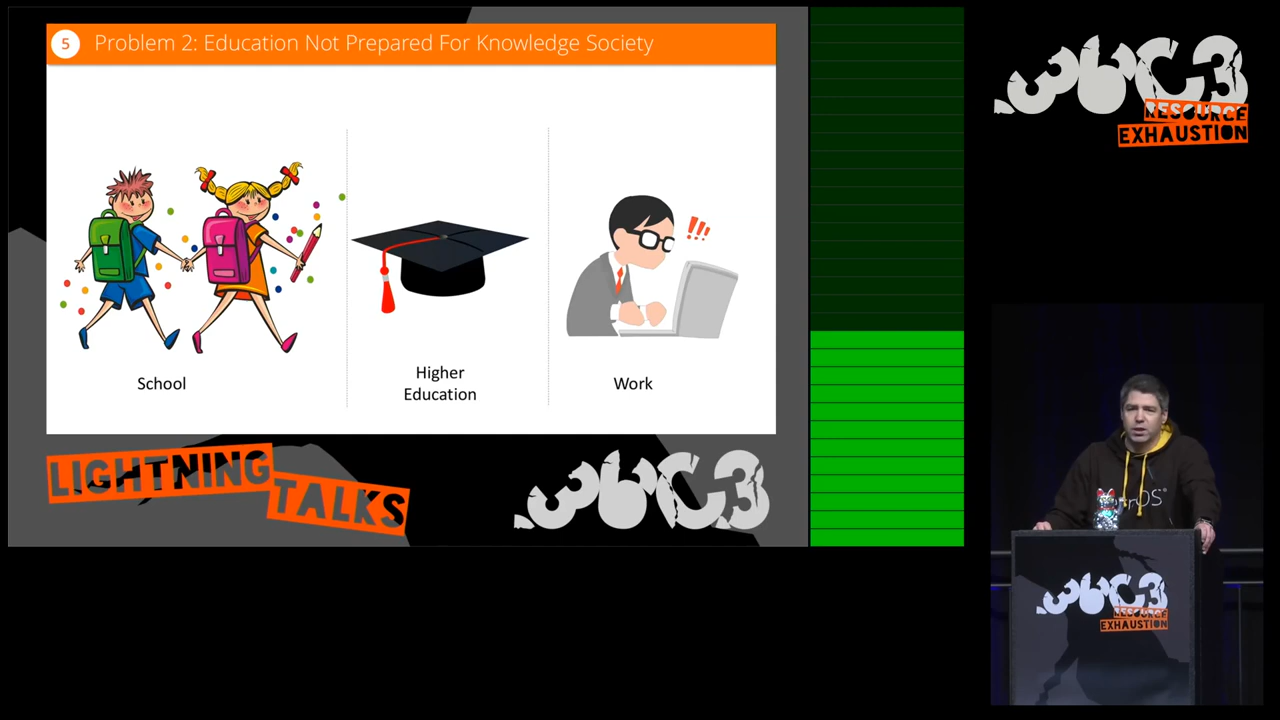 5 Problem 2: Education Not Prepared For Knowledge Society
!!!
School
Higher
Education
Work
LIGHTNING
TALKS
36C3
36C3
RESOURCE
EXHAUSTION
36C3
RESOURCE
EXHAUSTION